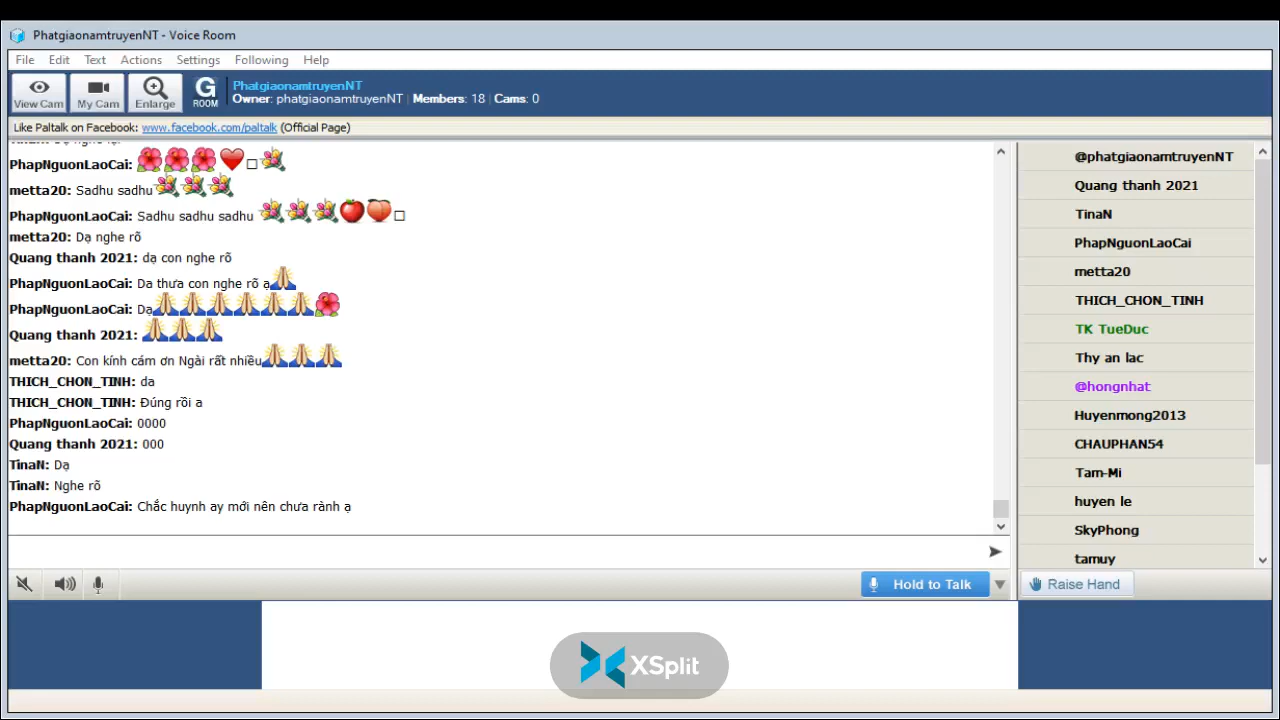 PhatgiaonamtruyenNT - Voice Room
File Edit Text Actions Settings Following Help
View Cam My Cam Enlarge G ROOM
PhatgiaonamtruyenNT
Owner: phatgiaonamtruyenNT | Members: 18 | Cams: 0
Like Paltalk on Facebook: www.facebook.com/paltalk (Official Page)
PhapNguonLaoCai:
metta20: Sadhu sadhu
PhapNguonLaoCai: Sadhu sadhu sadhu
metta20: Dạ nghe rõ
Quang thanh 2021: dạ con nghe rõ
PhapNguonLaoCai: Da thưa con nghe rõ ạ
PhapNguonLaoCai: Dạ
Quang thanh 2021:
metta20: Con kính cám ơn Ngài rất nhiều
THICH_CHON_TINH: da
THICH_CHON_TINH: Đúng rồi a
PhapNguonLaoCai: 0000
Quang thanh 2021: 000
TinaN: Dạ
TinaN: Nghe rõ
PhapNguonLaoCai: Chắc huynh ay mới nên chưa rành ạ
@phatgiaonamtruyenNT
Quang thanh 2021
TinaN
PhapNguonLaoCai
metta20
THICH_CHON_TINH
TK TueDuc
Thy an lac
@hongnhat
Huyenmong2013
CHAUPHAN54
Tam-Mi
huyen le
SkyPhong
tamuy
Hold to Talk
Raise Hand
XSplit